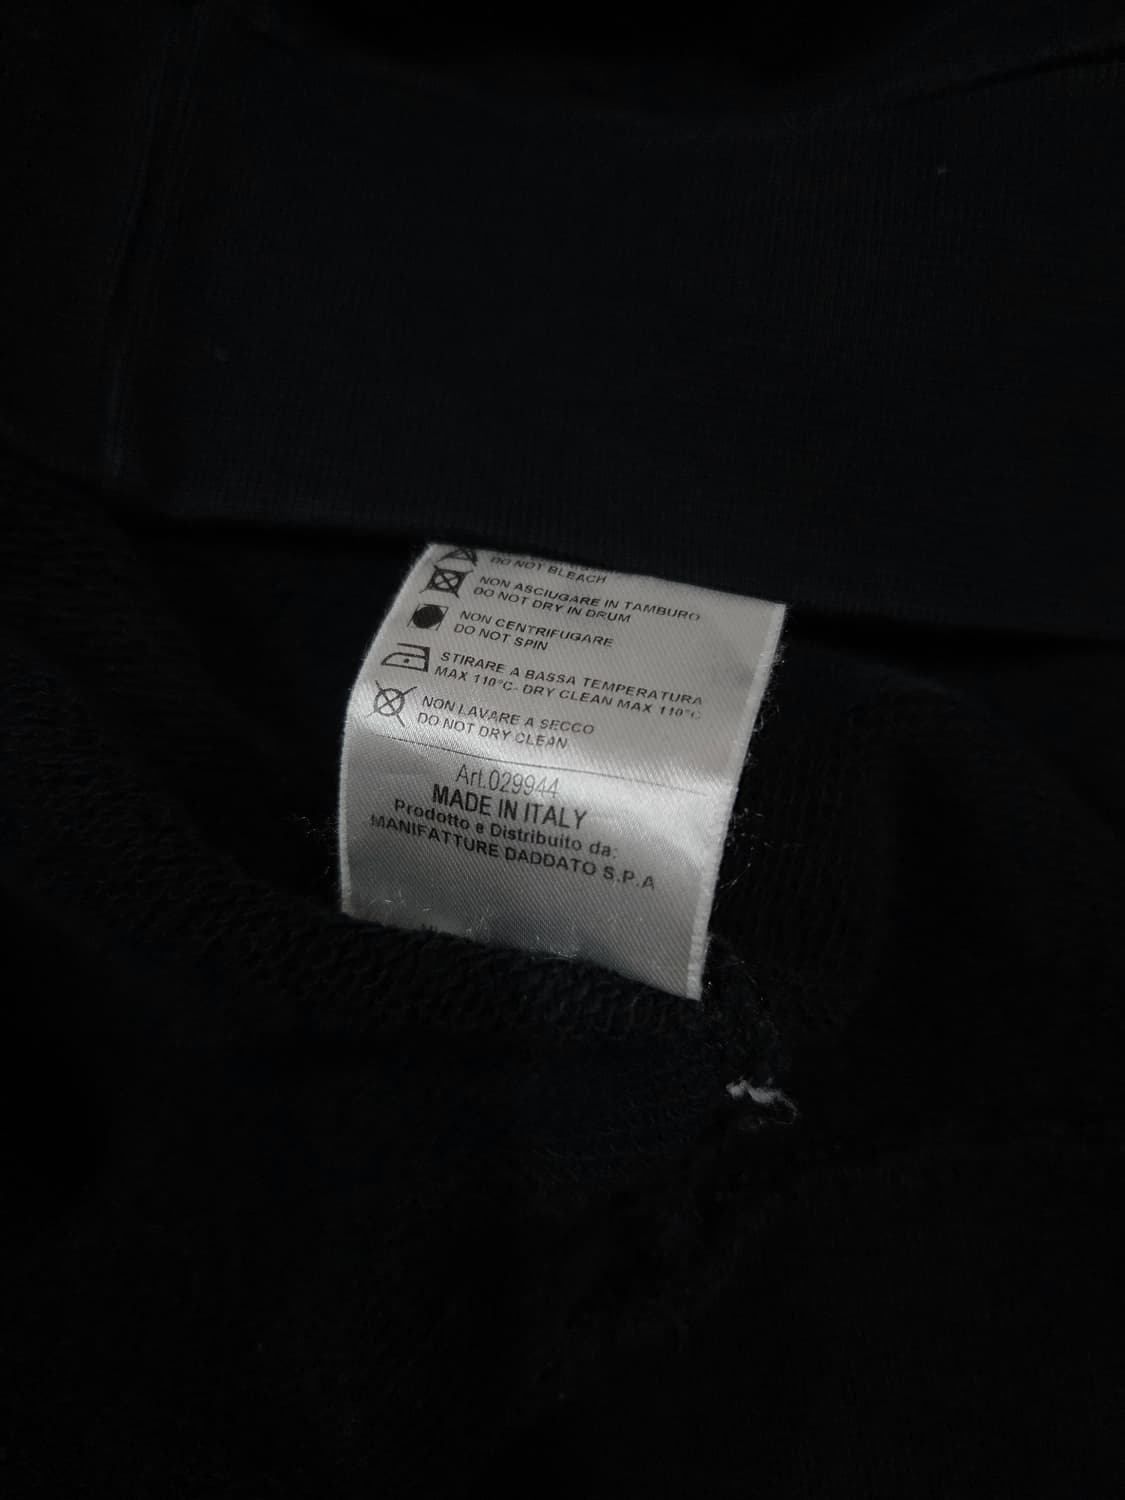 DO NOT BLEACH
NON ASCIUGARE IN TAMBURO
DO NOT DRY IN DRUM
NON CENTRIFUGARE
DO NOT SPIN
STIRARE A BASSA TEMPERATURA
MAX 110°C- DRY CLEAN MAX 110°C
NON LAVARE A SECCO
DO NOT DRY CLEAN
Art.029944
MADE IN ITALY
Prodotto e Distribuito da:
MANIFATTURE DADDATO S.P.A